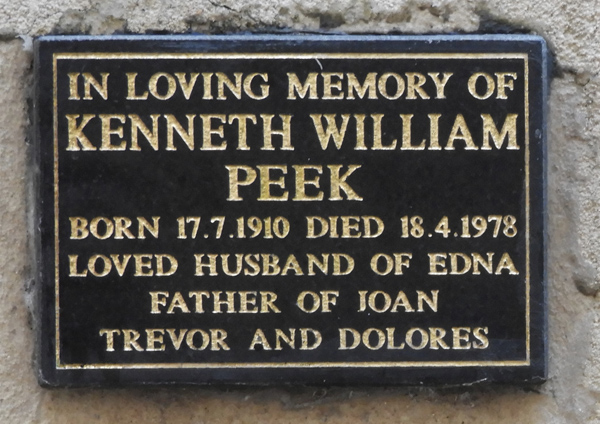 IN LOVING MEMORY OF
KENNETH WILLIAM
PEEK
BORN 17.7.1910 DIED 18.4.1978
LOVED HUSBAND OF EDNA
FATHER OF JOAN
TREVOR AND DOLORES